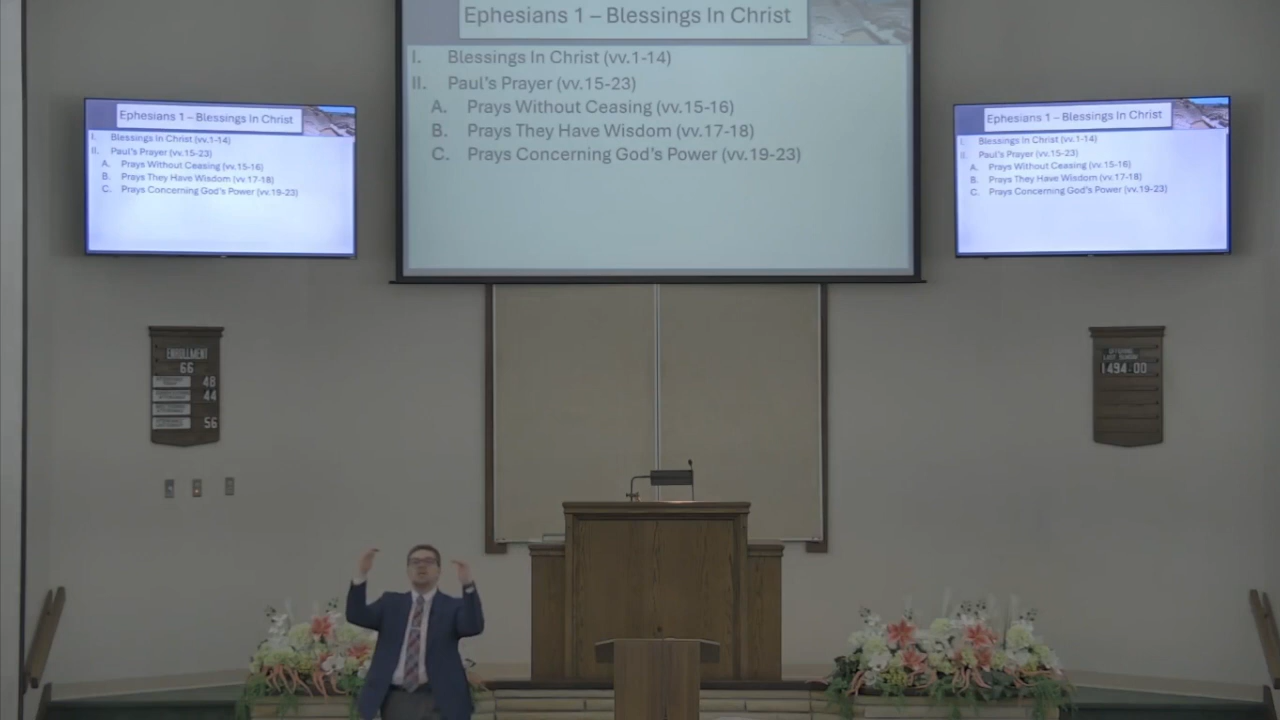 Ephesians 1 – Blessings In Christ
I. Blessings In Christ (vv.1-14)
II. Paul's Prayer (vv.15-23)
A. Prays Without Ceasing (vv.15-16)
B. Prays They Have Wisdom (vv.17-18)
C. Prays Concerning God's Power (vv.19-23)
Ephesians 1 – Blessings In Christ
I. Blessings In Christ (vv.1-14)
II. Paul's Prayer (vv.15-23)
A. Prays Without Ceasing (vv.15-16)
B. Prays They Have Wisdom (vv.17-18)
C. Prays Concerning God's Power (vv.19-23)
Ephesians 1 – Blessings In Christ
I. Blessings In Christ (vv.1-14)
II. Paul's Prayer (vv.15-23)
A. Prays Without Ceasing (vv.15-16)
B. Prays They Have Wisdom (vv.17-18)
C. Prays Concerning God's Power (vv.19-23)
ENROLLMENT
66
48
44
56
OFFERING
LAST SUNDAY
1494.00